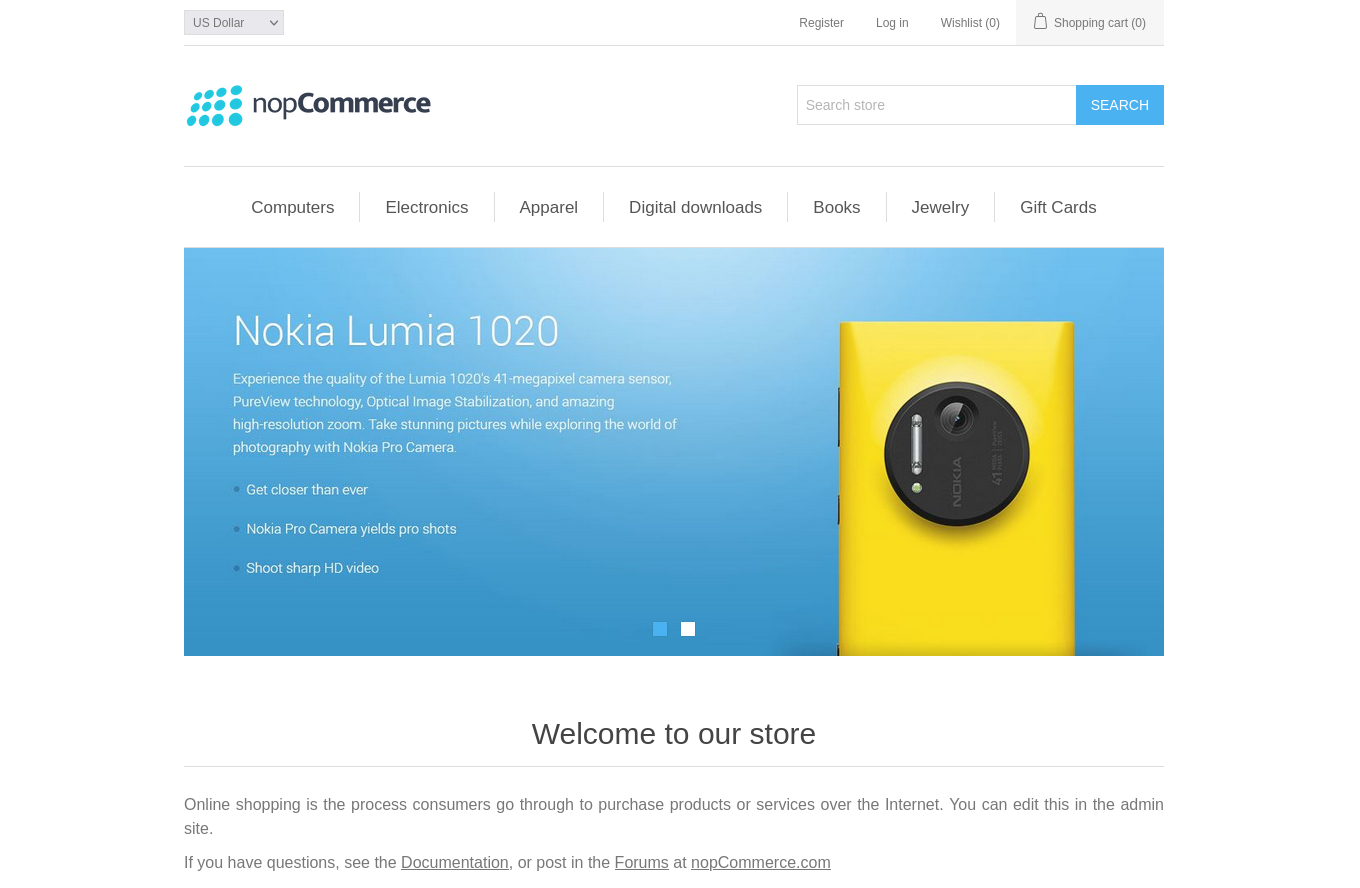 US Dollar
Register
Log in
Wishlist (0)
Shopping cart (0)
nopCommerce
Search store
SEARCH
Computers
Electronics
Apparel
Digital downloads
Books
Jewelry
Gift Cards
Nokia Lumia 1020
Experience the quality of the Lumia 1020's 41-megapixel camera sensor,
PureView technology, Optical Image Stabilization, and amazing
high-resolution zoom. Take stunning pictures while exploring the world of
photography with Nokia Pro Camera.
Get closer than ever
Nokia Pro Camera yields pro shots
Shoot sharp HD video
NOKIA
41
Welcome to our store
Online shopping is the process consumers go through to purchase products or services over the Internet. You can edit this in the admin
site.
If you have questions, see the Documentation, or post in the Forums at nopCommerce.com